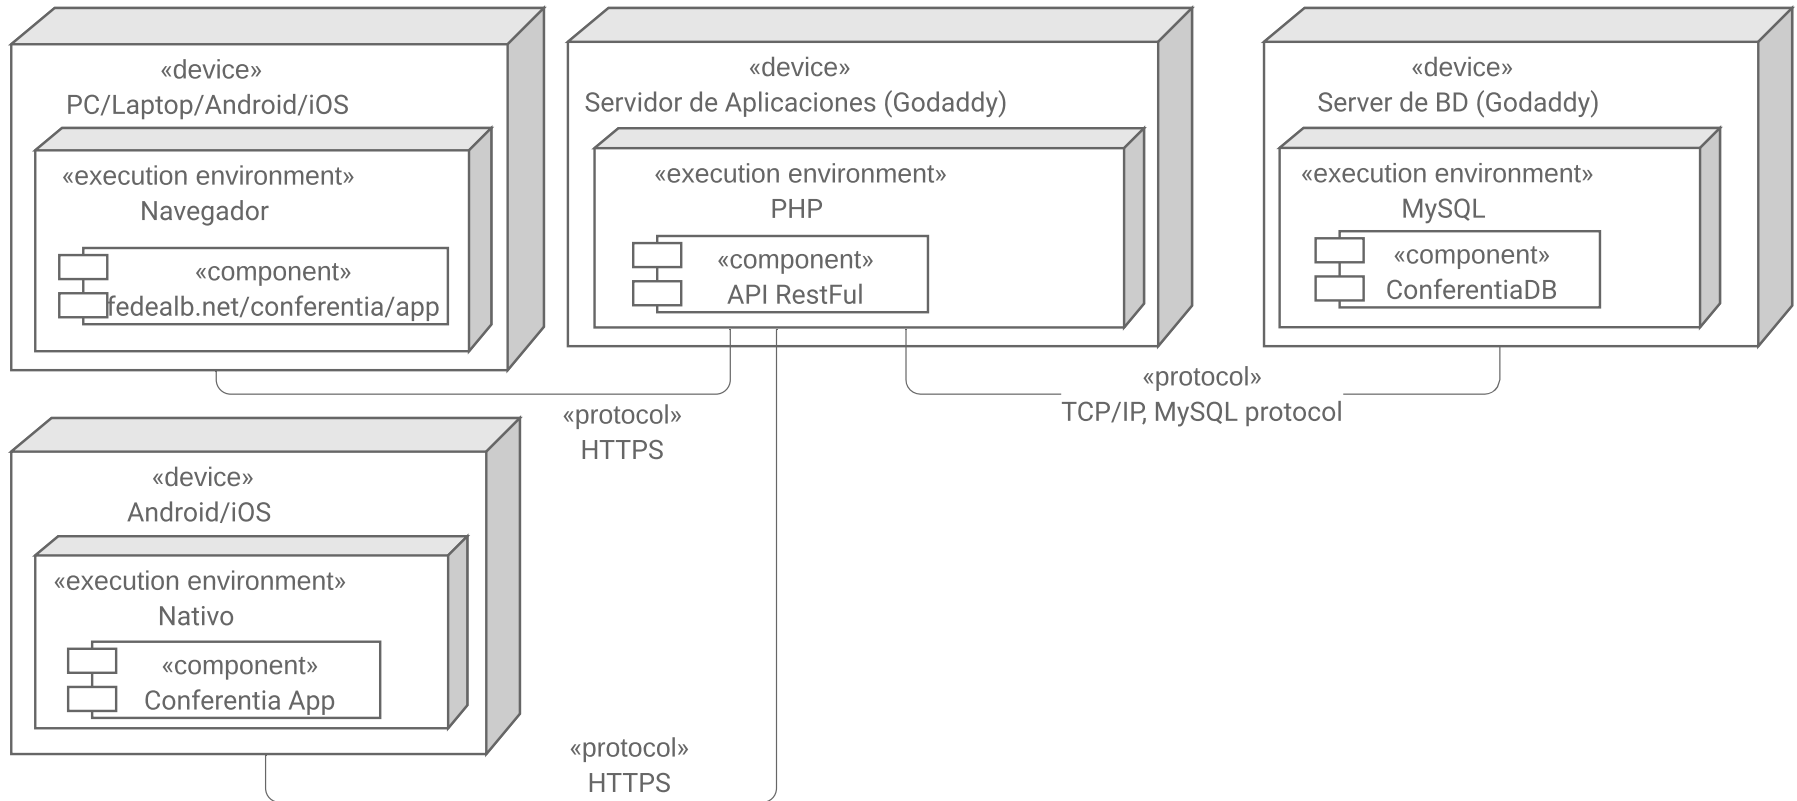 «device»
PC/Laptop/Android/iOS
«execution environment»
Navegador
«component»
fedealb.net/conferentia/app
«device»
Servidor de Aplicaciones (Godaddy)
«execution environment»
PHP
«component»
API RestFul
«device»
Server de BD (Godaddy)
«execution environment»
MySQL
«component»
ConferentiaDB
«protocol»
HTTPS
«protocol»
TCP/IP, MySQL protocol
«device»
Android/iOS
«execution environment»
Nativo
«component»
Conferentia App
«protocol»
HTTPS